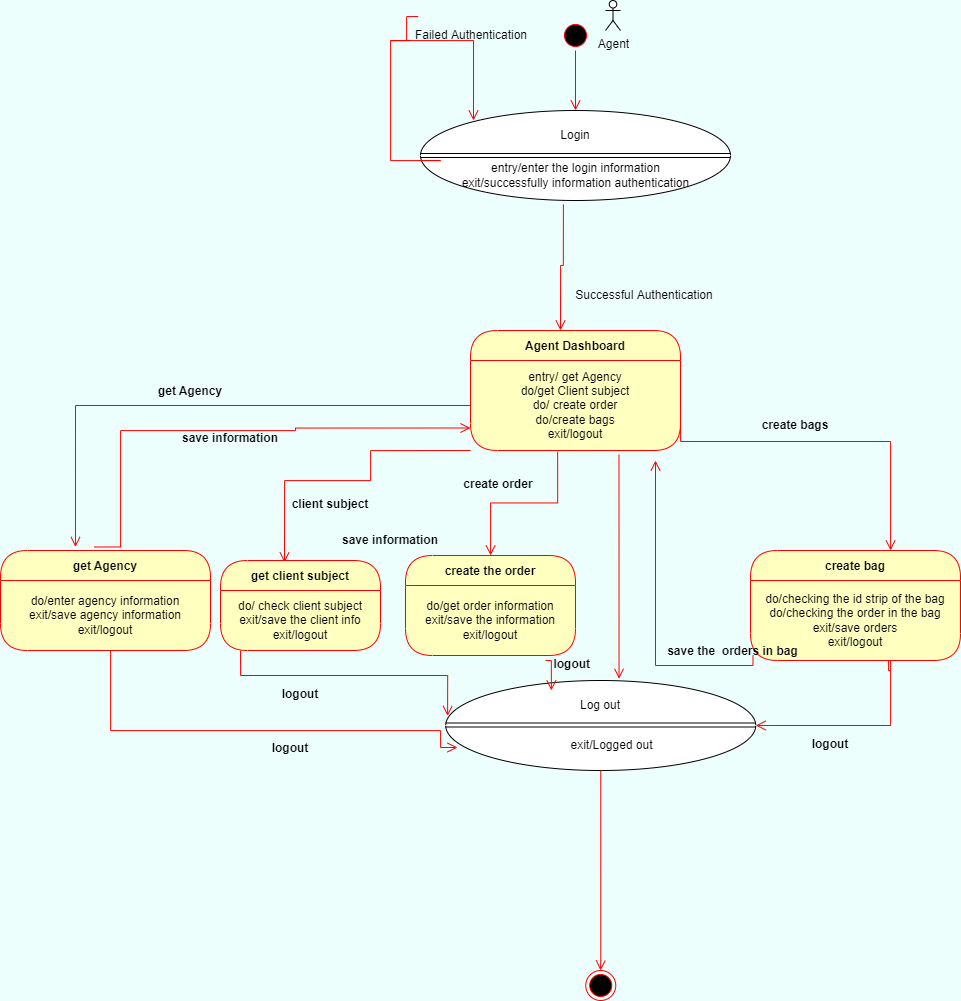 Failed Authentication
Agent
Login
entry/enter the login information
exit/successfully information authentication
Successful Authentication
Agent Dashboard
entry/ get Agency
do/get Client subject
do/ create order
do/create bags
exit/logout
get Agency
save information
create bags
client subject
create order
save information
get Agency
do/enter agency information
exit/save agency information
exit/logout
get client subject
do/ check client subject
exit/save the client info
exit/logout
create the order
do/get order information
exit/save the information
exit/logout
create bag
do/checking the id strip of the bag
do/checking the order in the bag
exit/save orders
exit/logout
save the  orders in bag
logout
logout
logout
logout
Log out
exit/Logged out